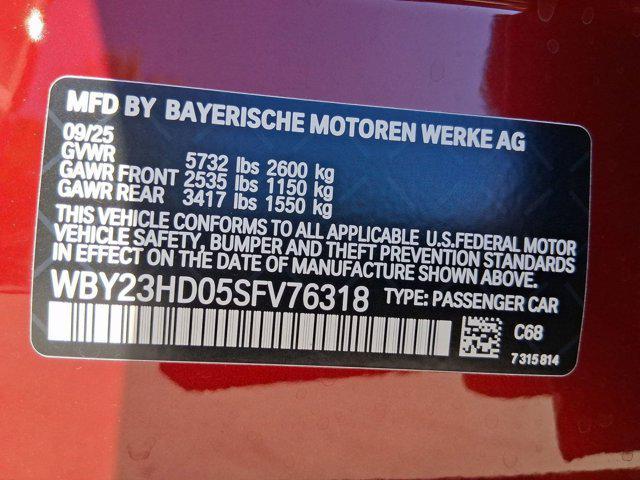 MFD BY BAYERISCHE MOTOREN WERKE AG
09/25
GVWR 5732 lbs 2600 kg
GAWR FRONT 2535 lbs 1150 kg
GAWR REAR 3417 lbs 1550 kg
THIS VEHICLE CONFORMS TO ALL APPLICABLE U.S.FEDERAL MOTOR
VEHICLE SAFETY, BUMPER AND THEFT PREVENTION STANDARDS
IN EFFECT ON THE DATE OF MANUFACTURE SHOWN ABOVE.
WBY23HD05SFV76318 TYPE: PASSENGER CAR
C68
7 315 814